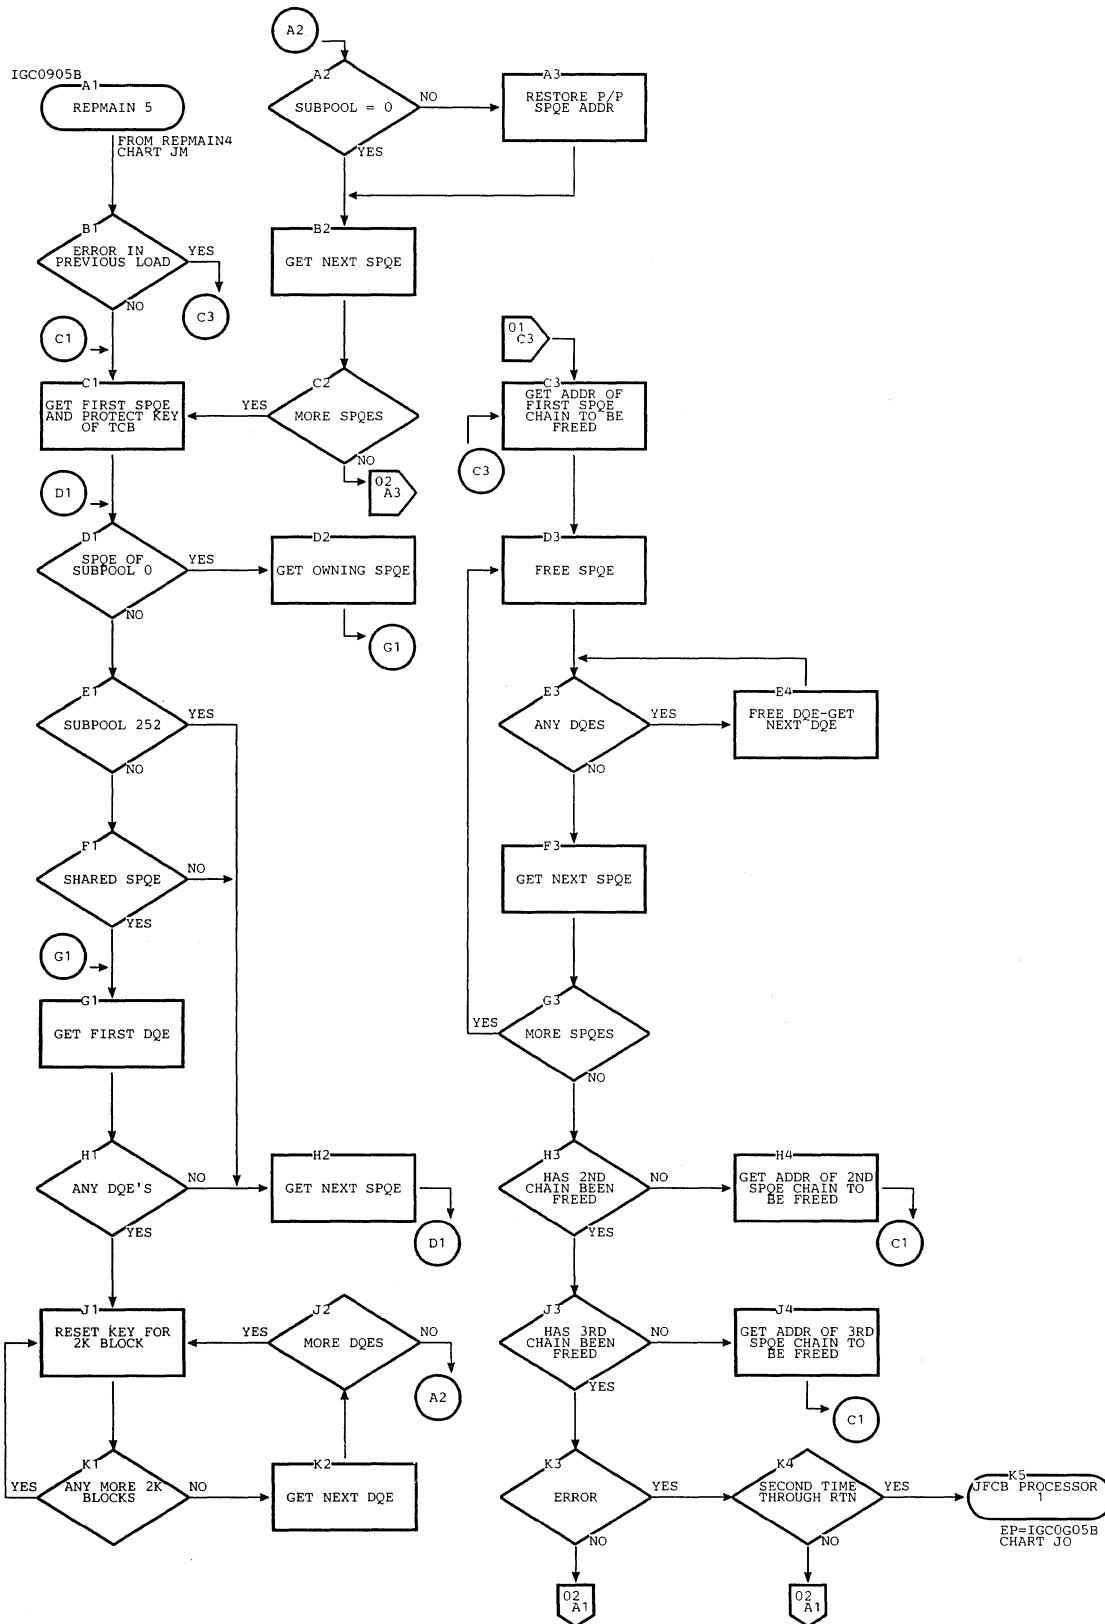 IGC0905B
A1
REPMAIN 5
FROM REPMAIN4
CHART JM
B1
ERROR IN
PREVIOUS LOAD
YES
NO
C3
C1
C1
GET FIRST SPQE
AND PROTECT KEY
OF TCB
D1
D1
SPQE OF
SUBPOOL 0
YES
NO
E1
SUBPOOL 252
YES
NO
F1
SHARED SPQE
NO
YES
G1
G1
GET FIRST DQE
H1
ANY DQE'S
NO
YES
J1
RESET KEY FOR
2K BLOCK
K1
ANY MORE 2K
BLOCKS
YES
NO
A2
A2
SUBPOOL = 0
NO
YES
A3
RESTORE P/P
SPQE ADDR
B2
GET NEXT SPQE
C2
MORE SPQES
YES
NO
02
A3
D2
GET OWNING SPQE
G1
H2
GET NEXT SPQE
D1
J2
MORE DQES
YES
NO
A2
K2
GET NEXT DQE
01
C3
C3
GET ADDR OF
FIRST SPQE
CHAIN TO BE
FREED
C3
D3
FREE SPQE
E3
ANY DQES
YES
NO
E4
FREE DQE-GET
NEXT DQE
F3
GET NEXT SPQE
G3
MORE SPQES
YES
NO
H3
HAS 2ND
CHAIN BEEN
FREED
NO
YES
H4
GET ADDR OF 2ND
SPQE CHAIN TO
BE FREED
C1
J3
HAS 3RD
CHAIN BEEN
FREED
NO
YES
J4
GET ADDR OF 3RD
SPQE CHAIN TO
BE FREED
C1
K3
ERROR
YES
NO
02
A1
K4
SECOND TIME
THROUGH RTN
YES
NO
02
A1
K5
JFCB PROCESSOR
1
EP=IGC0G05B
CHART JO